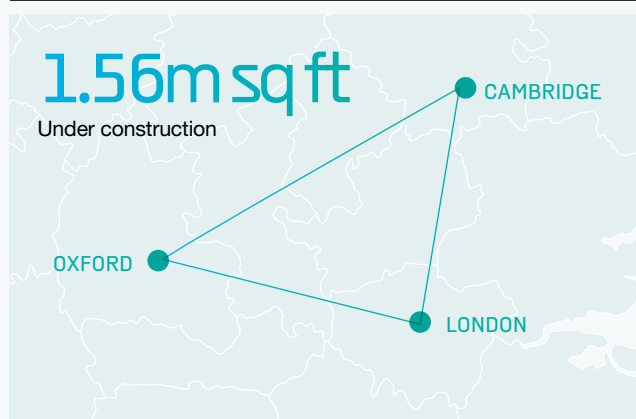 1.56m sq ft
Under construction
CAMBRIDGE
OXFORD
LONDON